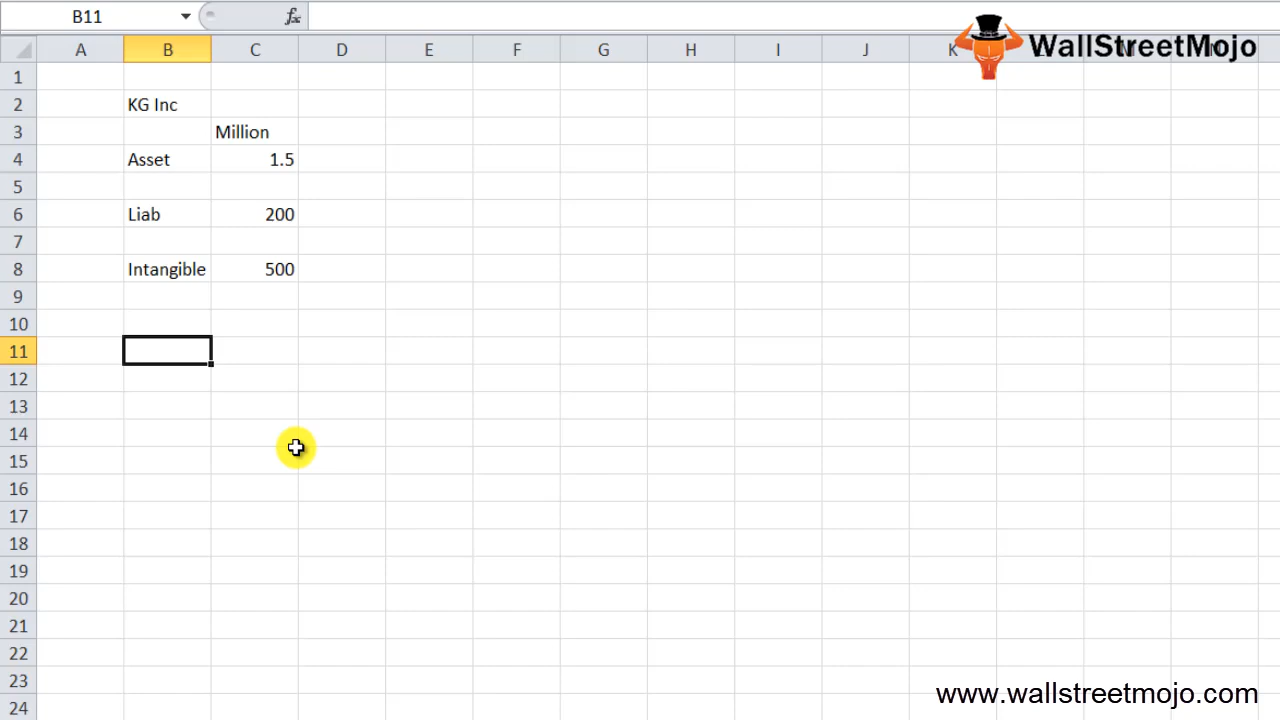 B11
fx
A B C D E F G H I J K
WallStreetMojo
1
2 KG Inc
3 Million
4 Asset 1.5
5
6 Liab 200
7
8 Intangible 500
9
10
11
12
13
14
15
16
17
18
19
20
21
22
23
24
www.wallstreetmojo.com